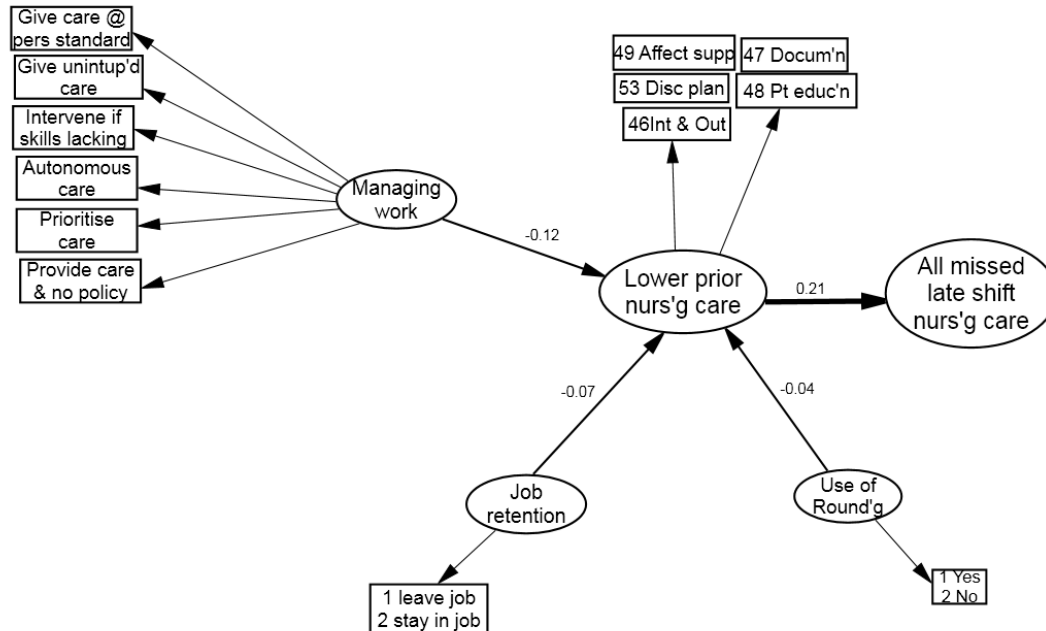 Give care @
pers standard
Give unintup'd
care
Intervene if
skills lacking
Autonomous
care
Prioritise
care
Provide care
& no policy
Managing
work
-0.12
49 Affect supp
47 Docum'n
53 Disc plan
48 Pt educ'n
46Int & Out
Lower prior
nurs'g care
0.21
All missed
late shift
nurs'g care
-0.07
-0.04
Job
retention
Use of
Round'g
1 leave job
2 stay in job
1 Yes
2 No